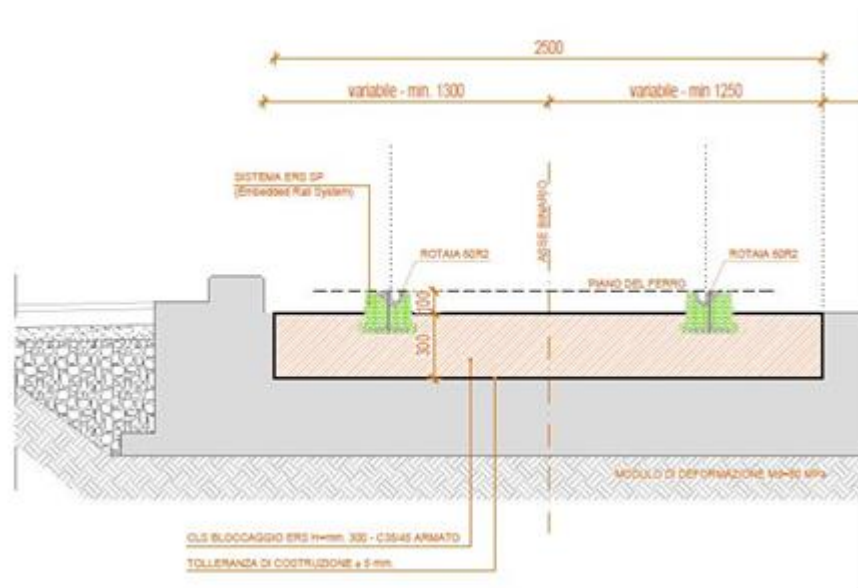 2500
variabile - min. 1300
variabile - min 1250
SISTEMA ERS SP
(Embedded Rail System)
ASSE BINARIO
ROTAIA 60R2
ROTAIA 60R2
PIANO DEL FERRO
100
300
MODULO DI DEFORMAZIONE Md=80 MPa
CLS BLOCCAGGIO ERS H=min. 300 - C35/45 ARMATO
TOLLERANZA DI COSTRUZIONE ± 5 mm.